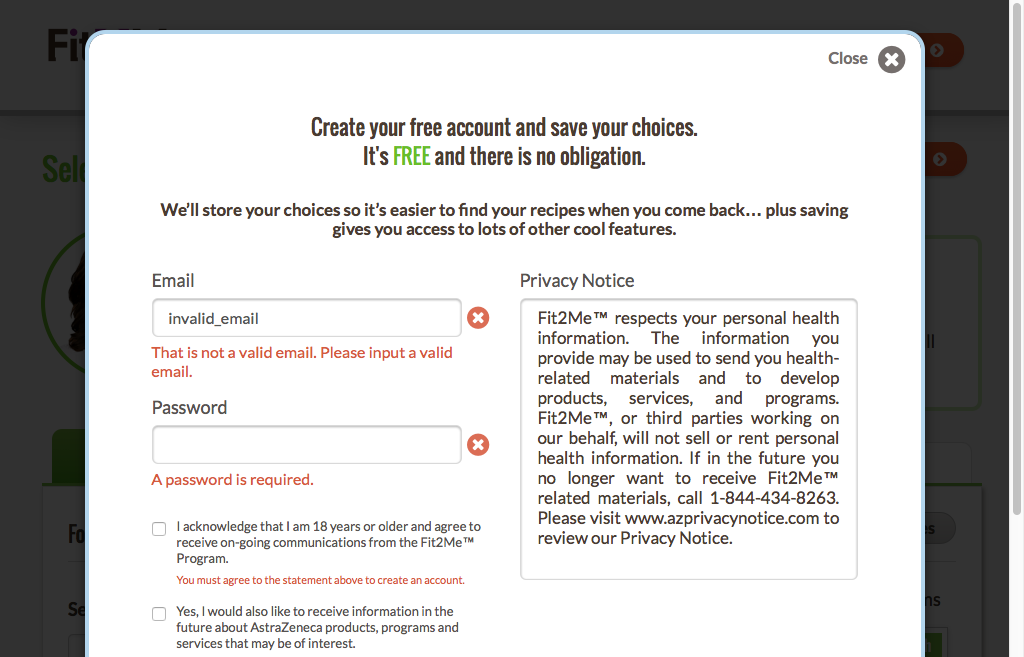 Fit
Close
Create your free account and save your choices.
It's FREE and there is no obligation.
We'll store your choices so it's easier to find your recipes when you come back... plus saving
gives you access to lots of other cool features.
Email
invalid_email
That is not a valid email. Please input a valid
email.
Password
A password is required.
I acknowledge that I am 18 years or older and agree to
receive on-going communications from the Fit2Me™
Program.
You must agree to the statement above to create an account.
Yes, I would also like to receive information in the
future about AstraZeneca products, programs and
services that may be of interest.
Privacy Notice
Fit2Me™ respects your personal health
information. The information you
provide may be used to send you health-
related materials and to develop
products, services, and programs.
Fit2Me™, or third parties working on
our behalf, will not sell or rent personal
health information. If in the future you
no longer want to receive Fit2Me™
related materials, call 1-844-434-8263.
Please visit www.azprivacynotice.com to
review our Privacy Notice.